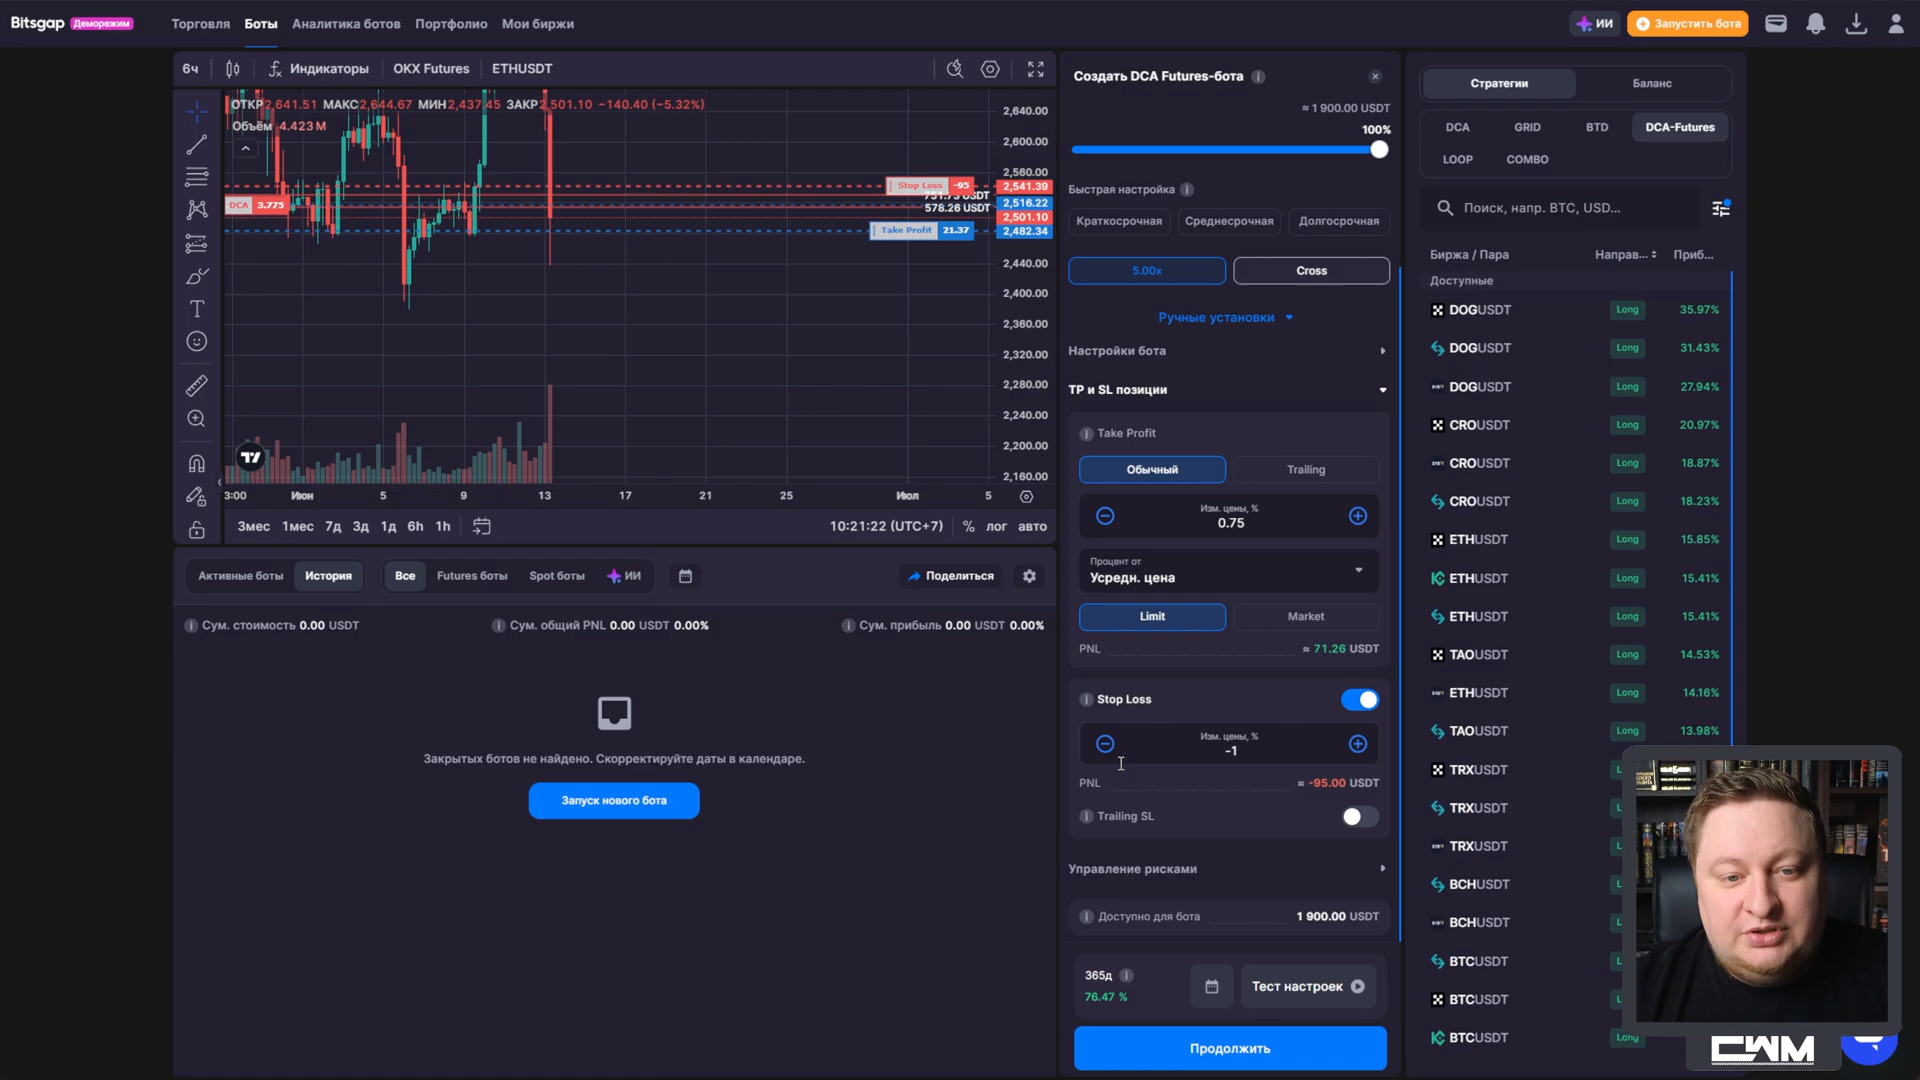 Bitsgap Деморежим Торговля Боты Аналитика ботов Портфолио Мои биржи ИИ Запустить бота
6ч Индикаторы OKX Futures ETHUSDT
ОТКР2,641.51 МАКС2,644.67 МИН2,437.45 ЗАКР2,501.10 −140.40 (−5.32%)
Объём 4.423 M
2,640.00
2,600.00
2,560.00
Stop Loss -95 2,541.39
578.26 USDT
DCA 3.775
2,516.22
2,501.10
Take Profit 21.37 2,482.34
2,440.00
2,400.00
2,360.00
2,320.00
2,280.00
2,240.00
2,200.00
2,160.00
3:00 Июн 5 9 13 17 21 25 Июл 5
3мес 1мес 7д 3д 1д 6h 1h 10:21:22 (UTC+7) % лог авто
Активные боты История Все Futures боты Spot боты ИИ Поделиться
Сум. стоимость 0.00 USDT Сум. общий PNL 0.00 USDT 0.00% Сум. прибыль 0.00 USDT 0.00%
Закрытых ботов не найдено. Скорректируйте даты в календаре.
Запуск нового бота
Создать DCA Futures-бота
≈ 1 900.00 USDT
100%
Быстрая настройка
Краткосрочная Среднесрочная Долгосрочная
5.00x Cross
Ручные установки
Настройки бота
TP и SL позиции
Take Profit
Обычный Trailing
Изм. цены, %
0.75
Процент от
Усредн. цена
Limit Market
PNL ≈ 71.26 USDT
Stop Loss
Изм. цены, %
-1
PNL ≈ -95.00 USDT
Trailing SL
Управление рисками
Доступно для бота 1 900.00 USDT
365д
76.47 %
Тест настроек
Продолжить
Стратегии Баланс
DCA GRID BTD DCA-Futures
LOOP COMBO
Поиск, напр. BTC, USD...
Биржа / Пара Направ... Приб...
Доступные
DOGUSDT Long 35.97%
DOGUSDT Long 31.43%
DOGUSDT Long 27.94%
CROUSDT Long 20.97%
CROUSDT Long 18.87%
CROUSDT Long 18.23%
ETHUSDT Long 15.85%
ETHUSDT Long 15.41%
ETHUSDT Long 15.41%
TAOUSDT Long 14.53%
ETHUSDT Long 14.16%
TAOUSDT Long 13.98%
TRXUSDT
TRXUSDT
TRXUSDT
BCHUSDT
BCHUSDT
BTCUSDT
BTCUSDT
BTCUSDT Long
CWM